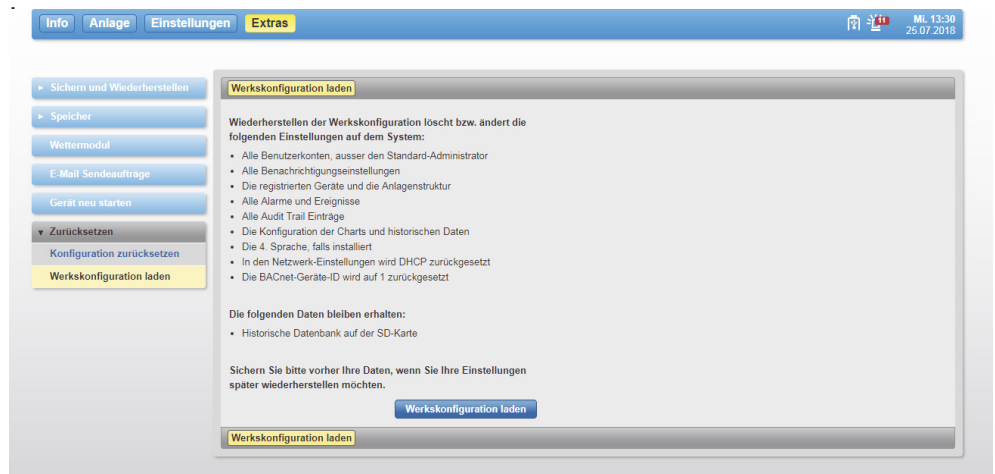 Info Anlage Einstellungen Extras
11
Mi. 13:30
25.07.2018
Sichern und Wiederherstellen
Speicher
Wettermodul
E-Mail Sendeaufträge
Gerät neu starten
Zurücksetzen
Konfiguration zurücksetzen
Werkskonfiguration laden
Werkskonfiguration laden
Wiederherstellen der Werkskonfiguration löscht bzw. ändert die
folgenden Einstellungen auf dem System:
• Alle Benutzerkonten, ausser den Standard-Administrator
• Alle Benachrichtigungseinstellungen
• Die registrierten Geräte und die Anlagenstruktur
• Alle Alarme und Ereignisse
• Alle Audit Trail Einträge
• Die Konfiguration der Charts und historischen Daten
• Die 4. Sprache, falls installiert
• In den Netzwerk-Einstellungen wird DHCP zurückgesetzt
• Die BACnet-Geräte-ID wird auf 1 zurückgesetzt
Die folgenden Daten bleiben erhalten:
• Historische Datenbank auf der SD-Karte
Sichern Sie bitte vorher Ihre Daten, wenn Sie Ihre Einstellungen
später wiederherstellen möchten.
Werkskonfiguration laden
Werkskonfiguration laden